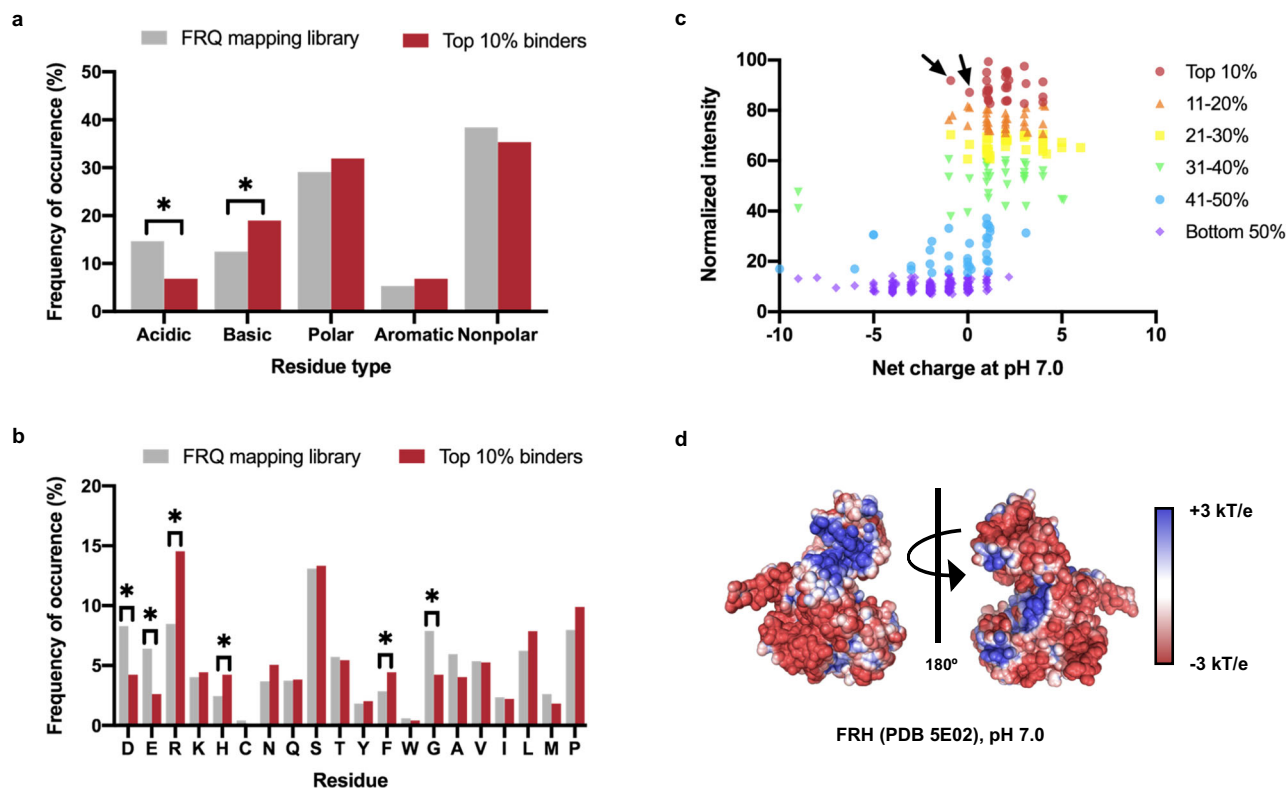 a
FRQ mapping library
Top 10% binders
Frequency of occurence (%)
50
40
30
20
10
0
*
*
Acidic
Basic
Polar
Aromatic
Nonpolar
Residue type
b
FRQ mapping library
Top 10% binders
Frequency of occurence (%)
20
15
10
5
0
*
*
*
*
*
*
D E R K H C N Q S T Y F W G A V I L M P
Residue
c
Normalized intensity
100
80
60
40
20
0
-10
-5
0
5
10
Net charge at pH 7.0
Top 10%
11-20%
21-30%
31-40%
41-50%
Bottom 50%
d
180º
+3 kT/e
-3 kT/e
FRH (PDB 5E02), pH 7.0